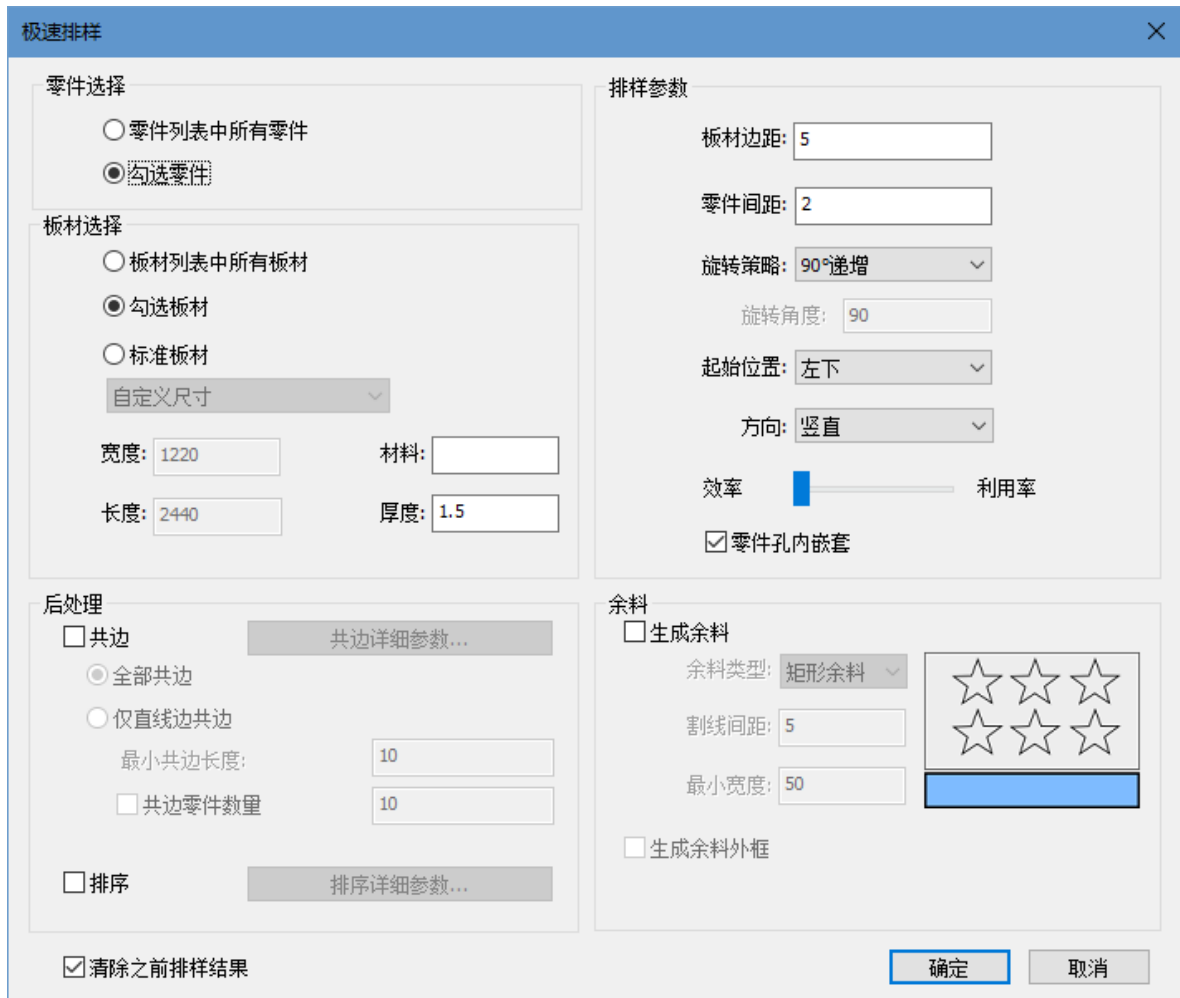 极速排样
零件选择
零件列表中所有零件
勾选零件
板材选择
板材列表中所有板材
勾选板材
标准板材
自定义尺寸
宽度: 1220 材料:
长度: 2440 厚度: 1.5
排样参数
板材边距: 5
零件间距: 2
旋转策略: 90°递增
旋转角度: 90
起始位置: 左下
方向: 竖直
效率 利用率
零件孔内嵌套
后处理
共边 共边详细参数...
全部共边
仅直线边共边
最小共边长度: 10
共边零件数量 10
排序 排序详细参数...
余料
生成余料
余料类型: 矩形余料
割线间距: 5
最小宽度: 50
生成余料外框
清除之前排样结果
确定 取消